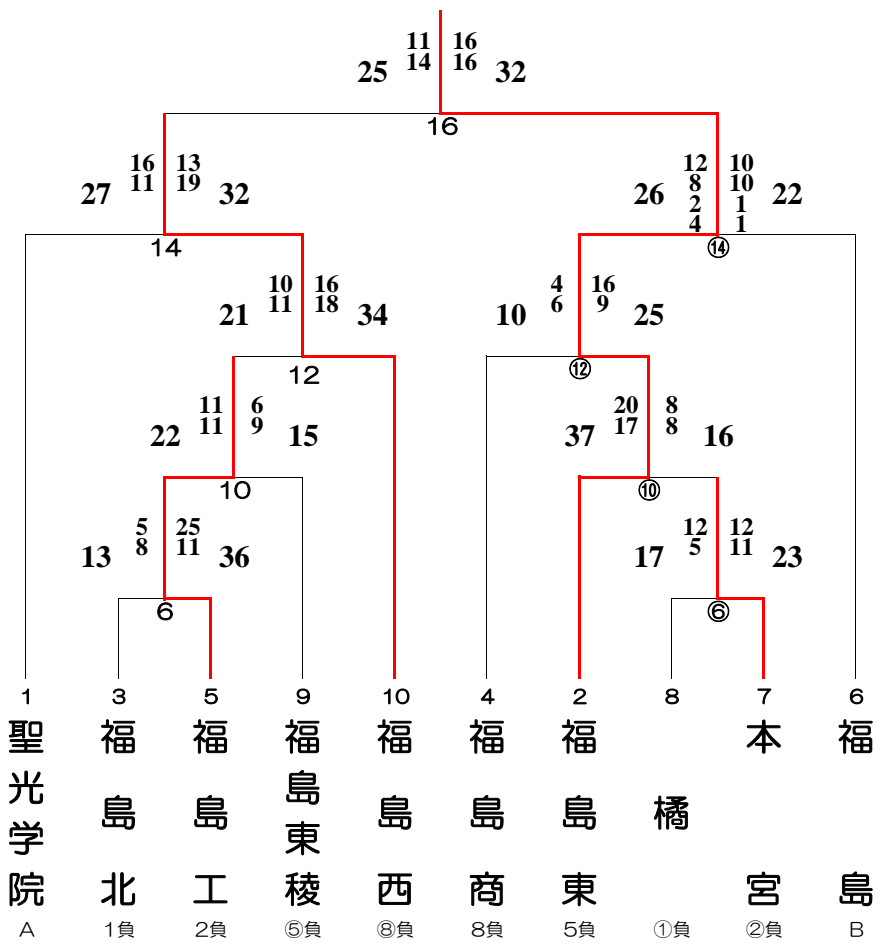 11 16
25 14 16 32
16
16 13
27 11 19 32
14
12 10
8 10
26 2 1 22
4 1
⑭
10 16
21 11 18 34
12
4 16
10 6 9 25
⑫
11 6
22 11 9 15
10
20 8
37 17 8 16
⑩
5 25
13 8 11 36
6
12 12
17 5 11 23
⑥
1 3 5 9 10 4 2 8 7 6
聖光学院
福島北
福島工
福島東稜
福島西
福島商
福島東
橘
本宮
福島
A 1負 2負 ⑤負 ⑧負 8負 5負 ①負 ②負 B